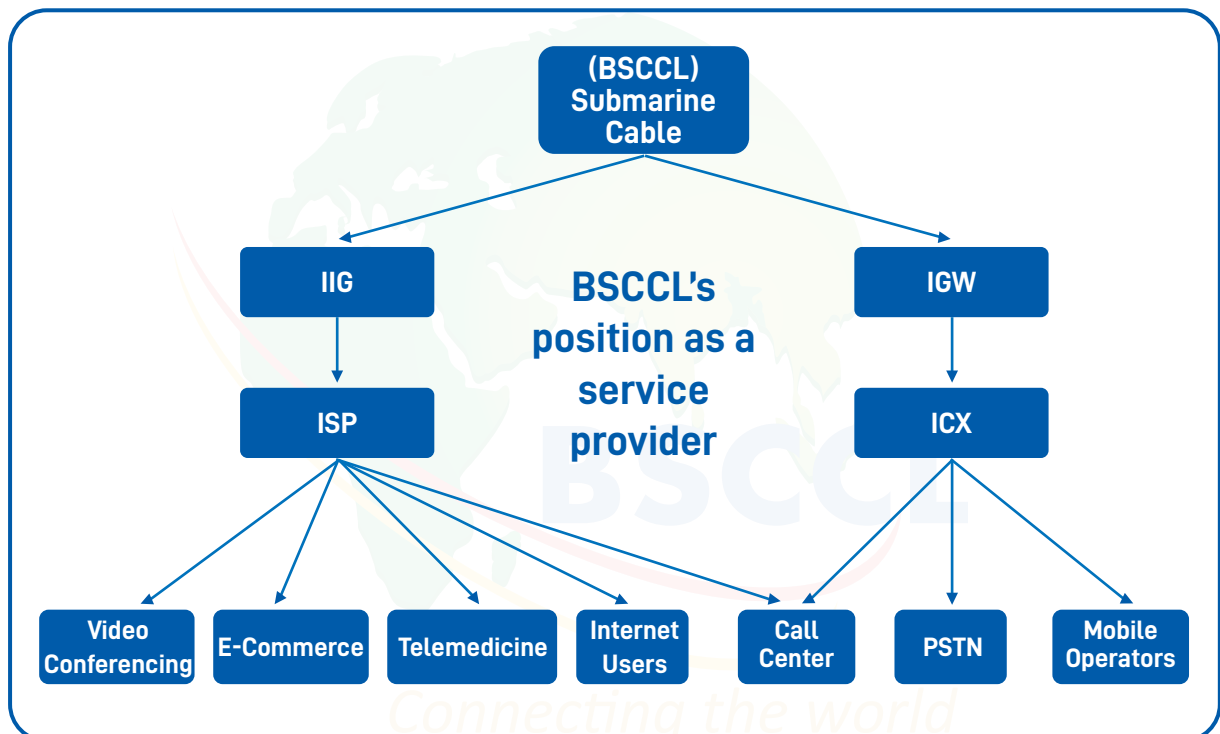 (BSCCL)
Submarine
Cable
IIG
BSCCL's
position as a
service
provider
IGW
ISP
ICX
BSCCL
Video
Conferencing
E-Commerce
Telemedicine
Internet
Users
Call
Center
PSTN
Mobile
Operators
Connecting the world